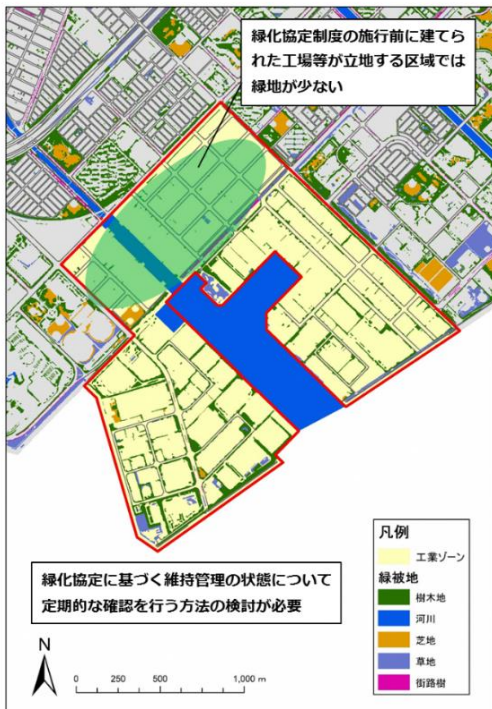 緑化協定制度の施行前に建てら
れた工場等が立地する区域では
緑地が少ない
緑化協定に基づく維持管理の状態について
定期的な確認を行う方法の検討が必要
凡例
工業ゾーン
緑被地
樹木地
河川
芝地
草地
街路樹
N
0 250 500 1,000 m